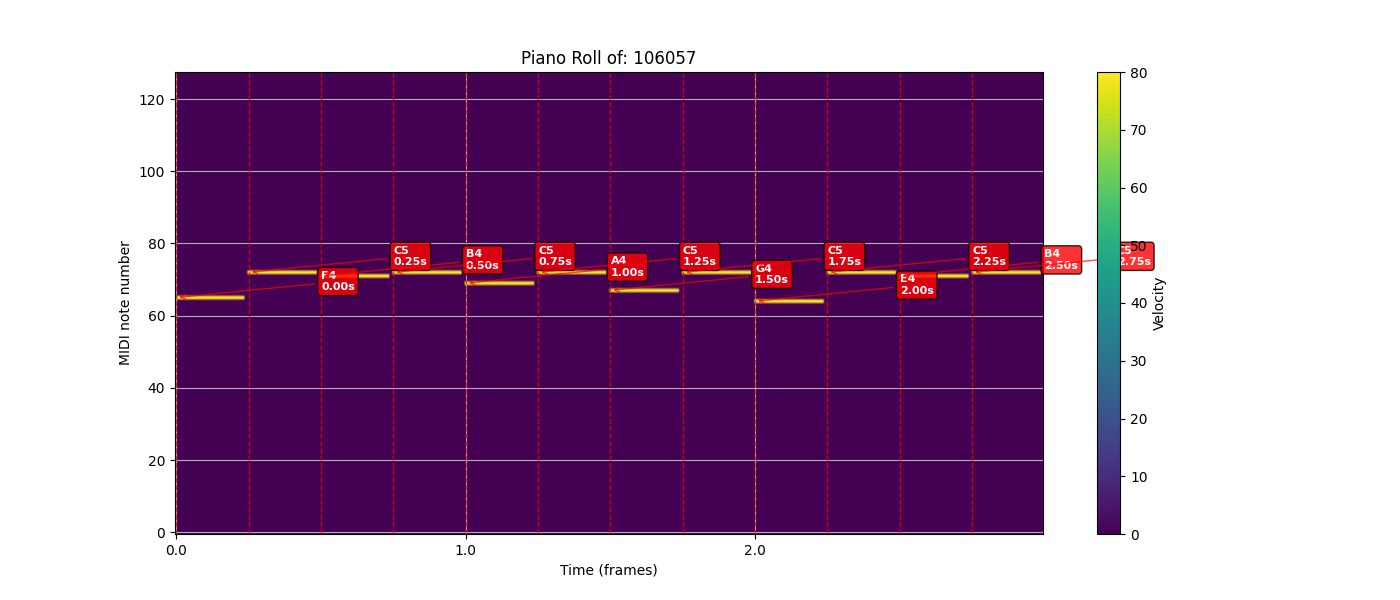 Piano Roll of: 106057
MIDI note number
120
100
80
60
40
20
0
F4
0.00s
C5
0.25s
B4
0.50s
C5
0.75s
A4
1.00s
C5
1.25s
G4
1.50s
C5
1.75s
E4
2.00s
C5
2.25s
B4
2.50s
C5
2.75s
0.0
1.0
2.0
Time (frames)
80
70
60
50
40
30
20
10
0
Velocity